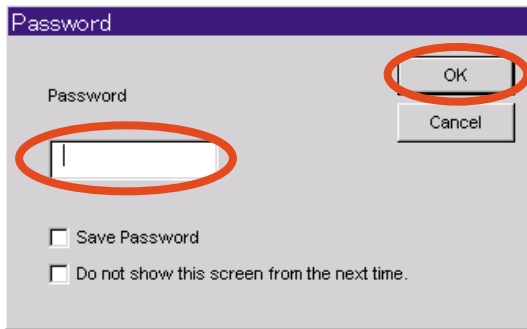 Password
OK
Password
Cancel
Save Password
Do not show this screen from the next time.